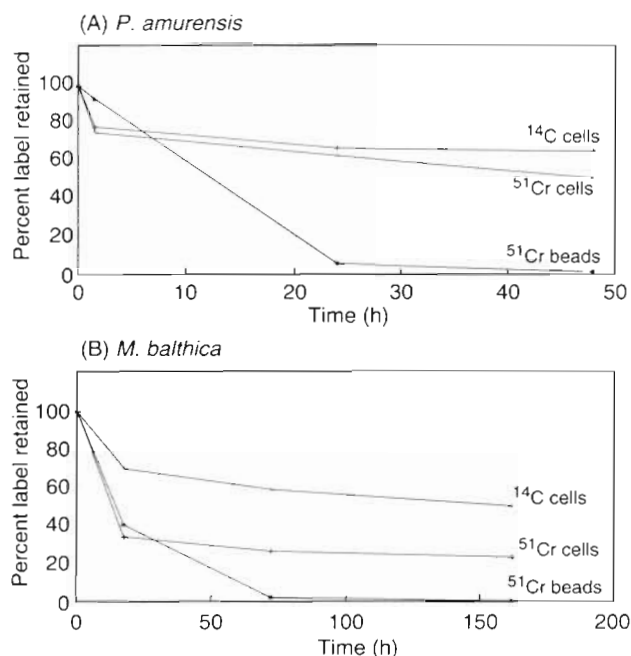 (A) P. amurensis
Percent label retained
100
80
60
40
20
0
¹⁴C cells
⁵¹Cr cells
⁵¹Cr beads
0 10 20 30 40 50
Time (h)
(B) M. balthica
Percent label retained
100
80
60
40
20
0
¹⁴C cells
⁵¹Cr cells
⁵¹Cr beads
0 50 100 150 200
Time (h)